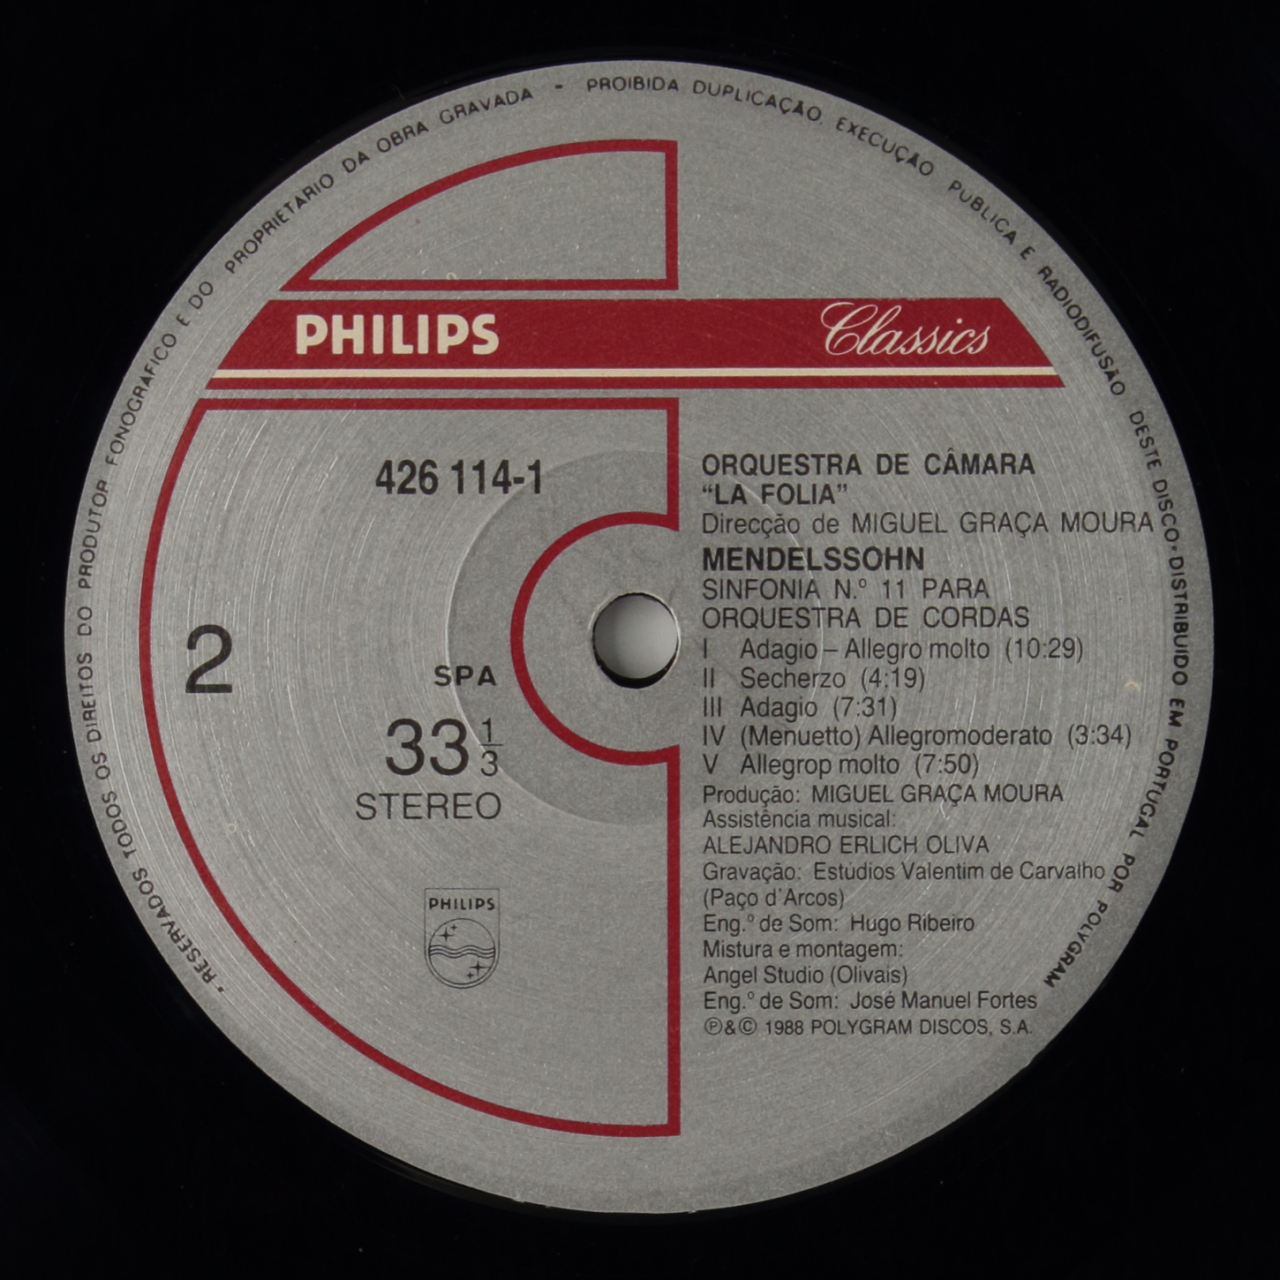 • RESERVADOS TODOS OS DIREITOS DO PRODUTOR FONOGRAFICO E DO PROPRIETARIO DA OBRA GRAVADA - PROIBIDA DUPLICAÇÃO, EXECUÇÃO PUBLICA E RADIODIFUSÃO DESTE DISCO • DISTRIBUIDO EM PORTUGAL POR POLYGRAM
PHILIPS Classics
426 114-1
2
SPA
33 1/3
STEREO
PHILIPS
ORQUESTRA DE CÂMARA
“LA FOLIA”
Direcção de MIGUEL GRAÇA MOURA
MENDELSSOHN
SINFONIA N.º 11 PARA
ORQUESTRA DE CORDAS
I Adagio – Allegro molto (10:29)
II Secherzo (4:19)
III Adagio (7:31)
IV (Menuetto) Allegromoderato (3:34)
V Allegrop molto (7:50)
Produção: MIGUEL GRAÇA MOURA
Assistência musical:
ALEJANDRO ERLICH OLIVA
Gravação: Estúdios Valentim de Carvalho
(Paço d'Arcos)
Eng.º de Som: Hugo Ribeiro
Mistura e montagem:
Angel Studio (Olivais)
Eng.º de Som: José Manuel Fortes
℗&© 1988 POLYGRAM DISCOS, S.A.